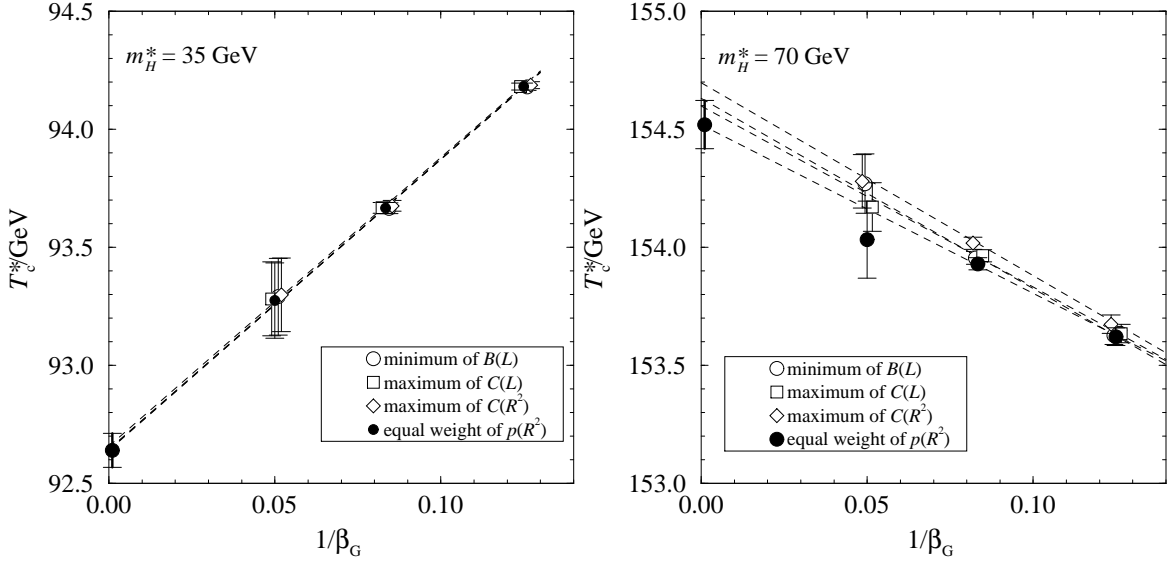 94.5
94.0
93.5
93.0
92.5
T*c/GeV
m*H = 35 GeV
minimum of B(L)
maximum of C(L)
maximum of C(R²)
equal weight of p(R²)
0.00 0.05 0.10
1/βG
155.0
154.5
154.0
153.5
153.0
T*c/GeV
m*H = 70 GeV
minimum of B(L)
maximum of C(L)
maximum of C(R²)
equal weight of p(R²)
0.00 0.05 0.10
1/βG